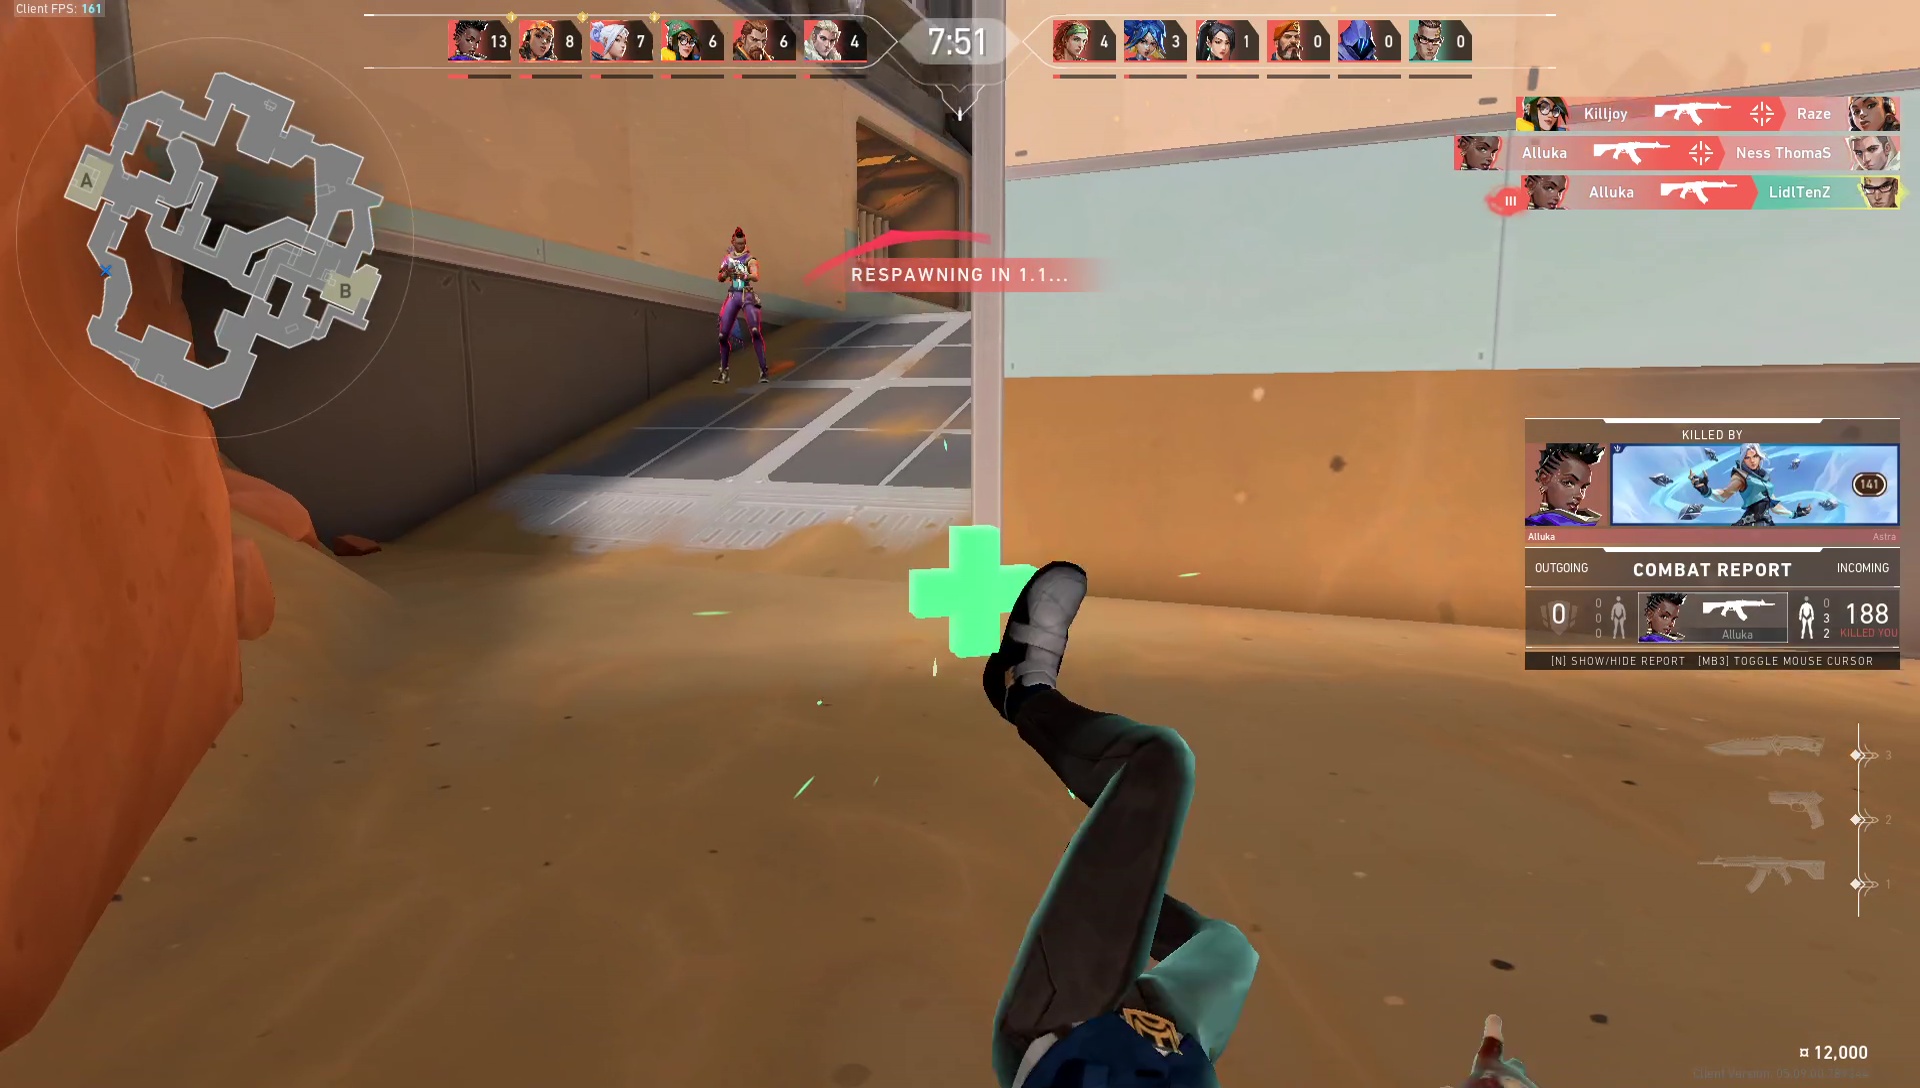 Client FPS: 161
13 8 7 6 6 4 7:51 4 3 1 0 0 0
Killjoy Raze
Alluka Ness ThomaS
III Alluka LidlTenZ
A
B
RESPAWNING IN 1.1...
KILLED BY
141
Alluka Astra
OUTGOING COMBAT REPORT INCOMING
0 0 0 0 Alluka 0 3 2 188 KILLED YOU
[N] SHOW/HIDE REPORT [MB3] TOGGLE MOUSE CURSOR
3
2
1
¤ 12,000